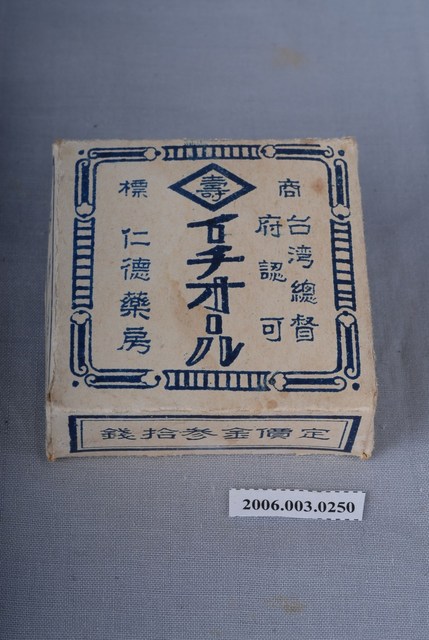 商 壽 標
台湾總督
府認可
イチオール
仁德藥房
定價金参拾錢
2006.003.0250